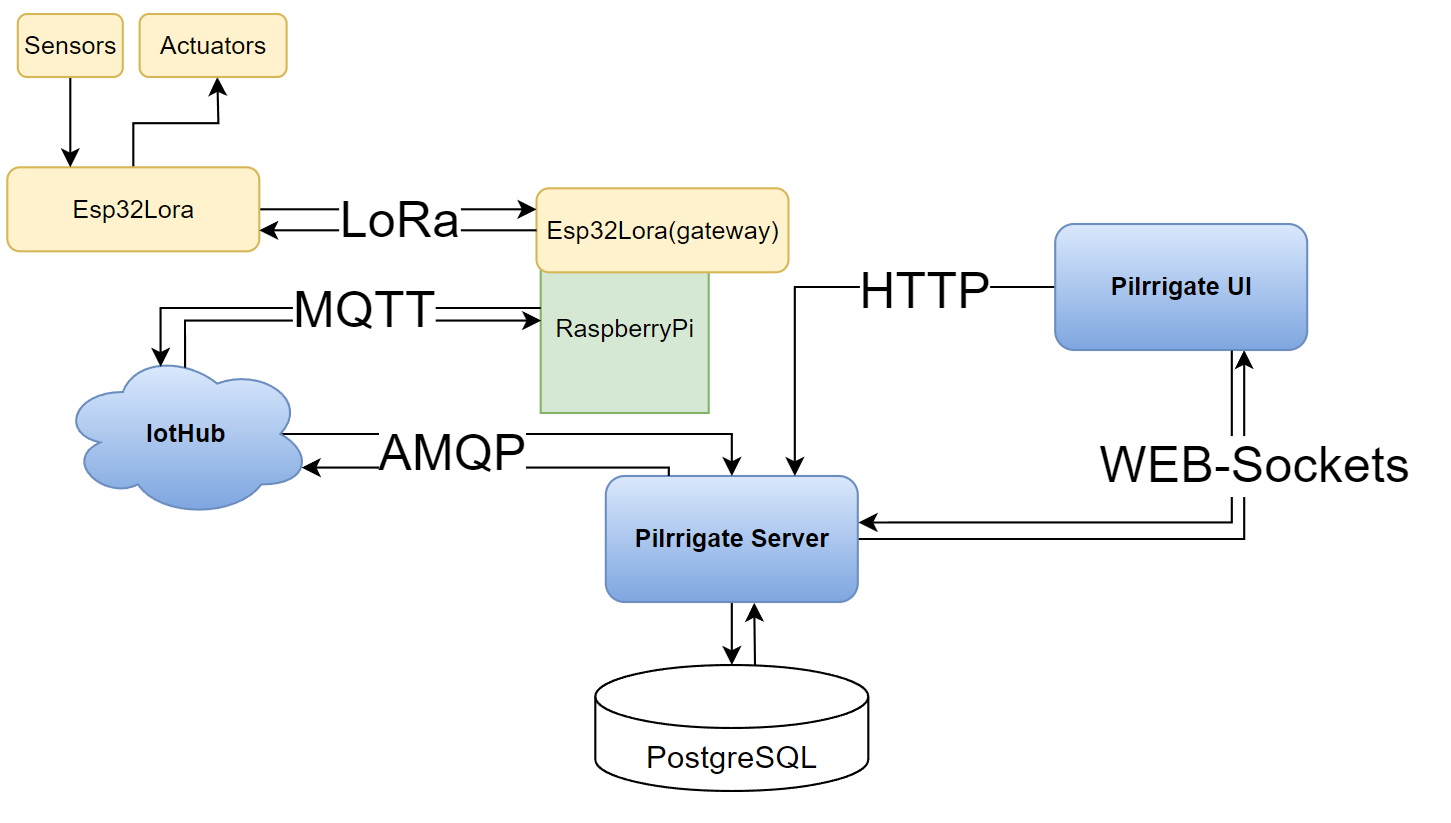 Sensors
Actuators
Esp32Lora
LoRa
Esp32Lora(gateway)
HTTP
PiIrrigate UI
MQTT
RaspberryPi
IotHub
AMQP
WEB-Sockets
PiIrrigate Server
PostgreSQL